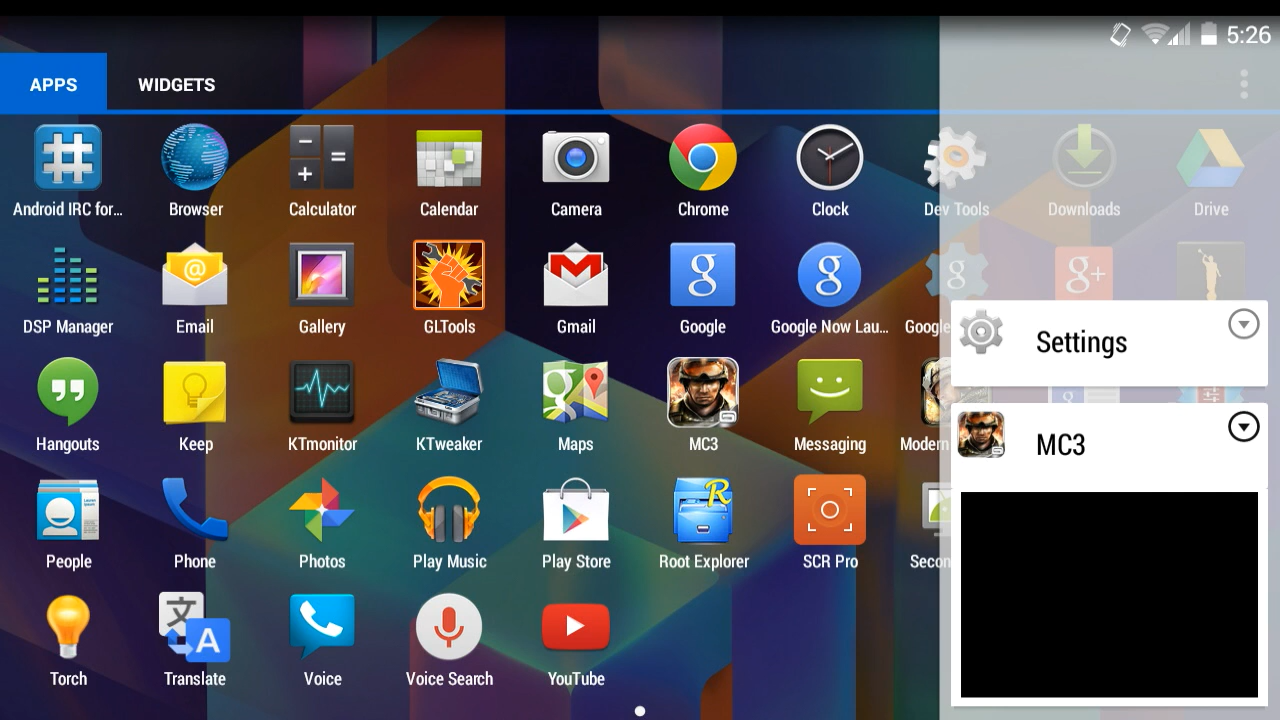 5:26
APPS
WIDGETS
Android IRC for...
Browser
Calculator
Calendar
Camera
Chrome
Clock
Dev Tools
Downloads
Drive
DSP Manager
Email
Gallery
GLTools
Gmail
Google
Google Now Lau...
Google
Settings
Hangouts
Keep
KTmonitor
KTweaker
Maps
MC3
Messaging
Modern
MC3
People
Phone
Photos
Play Music
Play Store
Root Explorer
SCR Pro
Secon
Torch
Translate
Voice
Voice Search
YouTube